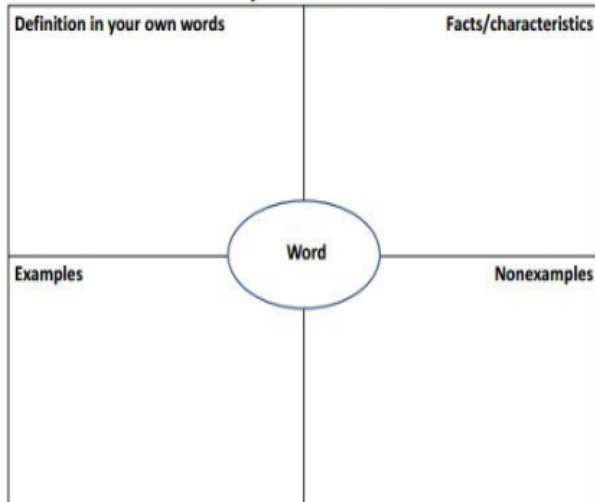 Definition in your own words
Facts/characteristics
Word
Examples
Nonexamples